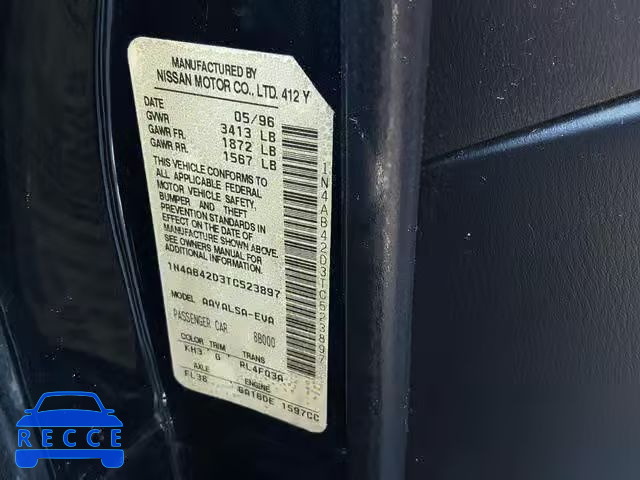 MANUFACTURED BY
NISSAN MOTOR CO., LTD. 412 Y
DATE 05/96
GVWR 3413 LB
GAWR FR. 1872 LB
GAWR RR. 1567 LB
THIS VEHICLE CONFORMS TO
ALL APPLICABLE FEDERAL
MOTOR VEHICLE SAFETY,
BUMPER AND THEFT
PREVENTION STANDARDS IN
EFFECT ON THE DATE OF
MANUFACTURE SHOWN ABOVE.
SEE OWNERS MANUAL FOR
ADDITIONAL INFORMATION.
1N4AB42D3TC523897
1N4AB42D3TC523897
MODEL AAYALSA-EVA
PASSENGER CAR 88000
COLOR TRIM TRANS
KH3 G RL4FQ3A
AXLE ENGINE
FL38 GA16DE 1597CC
RECCE